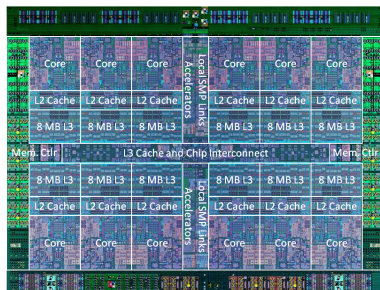 Core Core Core Core Core Core
Accelerators
Local SMP Links
L2 Cache L2 Cache L2 Cache L2 Cache L2 Cache L2 Cache
8 MB L3 8 MB L3 8 MB L3 8 MB L3 8 MB L3 8 MB L3
Mem. Ctlr L3 Cache and Chip Interconnect Mem. Ctlr
8 MB L3 8 MB L3 8 MB L3 8 MB L3 8 MB L3 8 MB L3
Accelerators
Local SMP Links
L2 Cache L2 Cache L2 Cache L2 Cache L2 Cache L2 Cache
Core Core Core Core Core Core